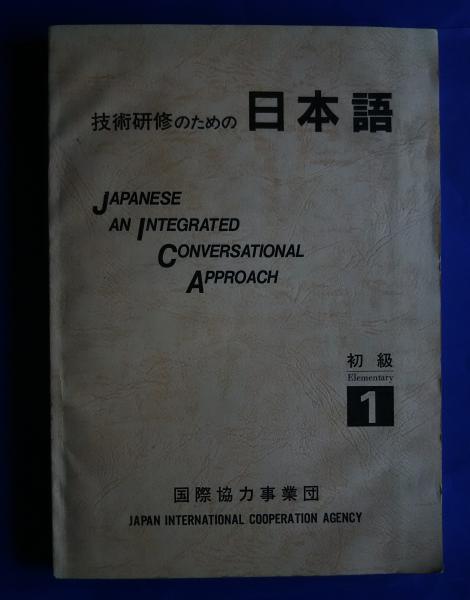 技術研修のための 日本語
JAPANESE
AN INTEGRATED
CONVERSATIONAL
APPROACH
初級
Elementary
1
国際協力事業団
JAPAN INTERNATIONAL COOPERATION AGENCY